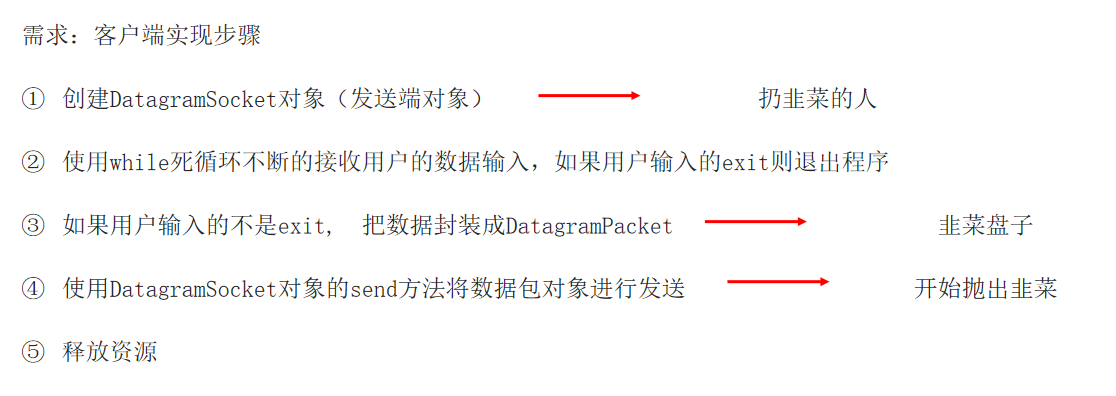 需求：客户端实现步骤
① 创建DatagramSocket对象（发送端对象） 扔韭菜的人
② 使用while死循环不断的接收用户的数据输入，如果用户输入的exit则退出程序
③ 如果用户输入的不是exit, 把数据封装成DatagramPacket 韭菜盘子
④ 使用DatagramSocket对象的send方法将数据包对象进行发送 开始抛出韭菜
⑤ 释放资源